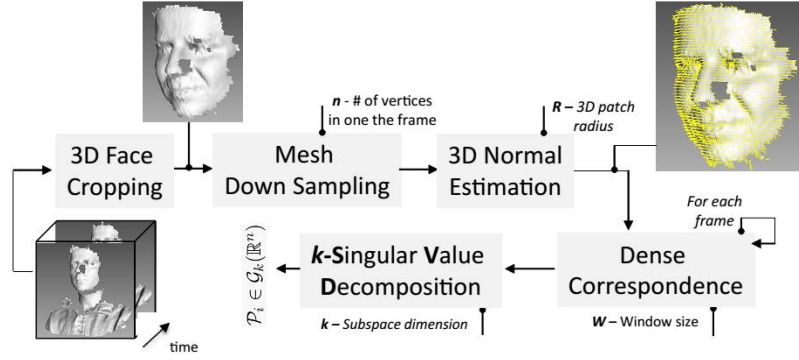 n - # of vertices
in one the frame
R – 3D patch
radius
3D Face
Cropping
Mesh
Down Sampling
3D Normal
Estimation
For each
frame
Dense
Correspondence
k-Singular Value
Decomposition
𝒫ᵢ ∈ 𝒢ₖ(ℝⁿ)
k – Subspace dimension
W – Window size
time